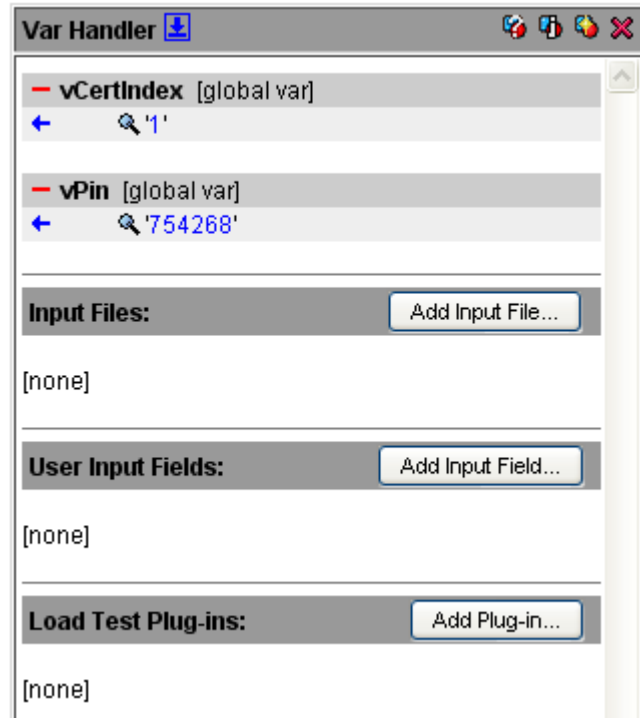 Var Handler
vCertIndex [global var]
'1'
vPin [global var]
'754268'
Input Files: Add Input File...
[none]
User Input Fields: Add Input Field...
[none]
Load Test Plug-ins: Add Plug-in...
[none]